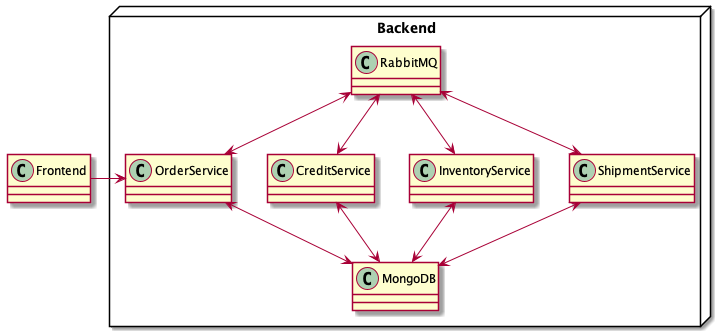 Backend
C RabbitMQ
C Frontend
C OrderService
C CreditService
C InventoryService
C ShipmentService
C MongoDB